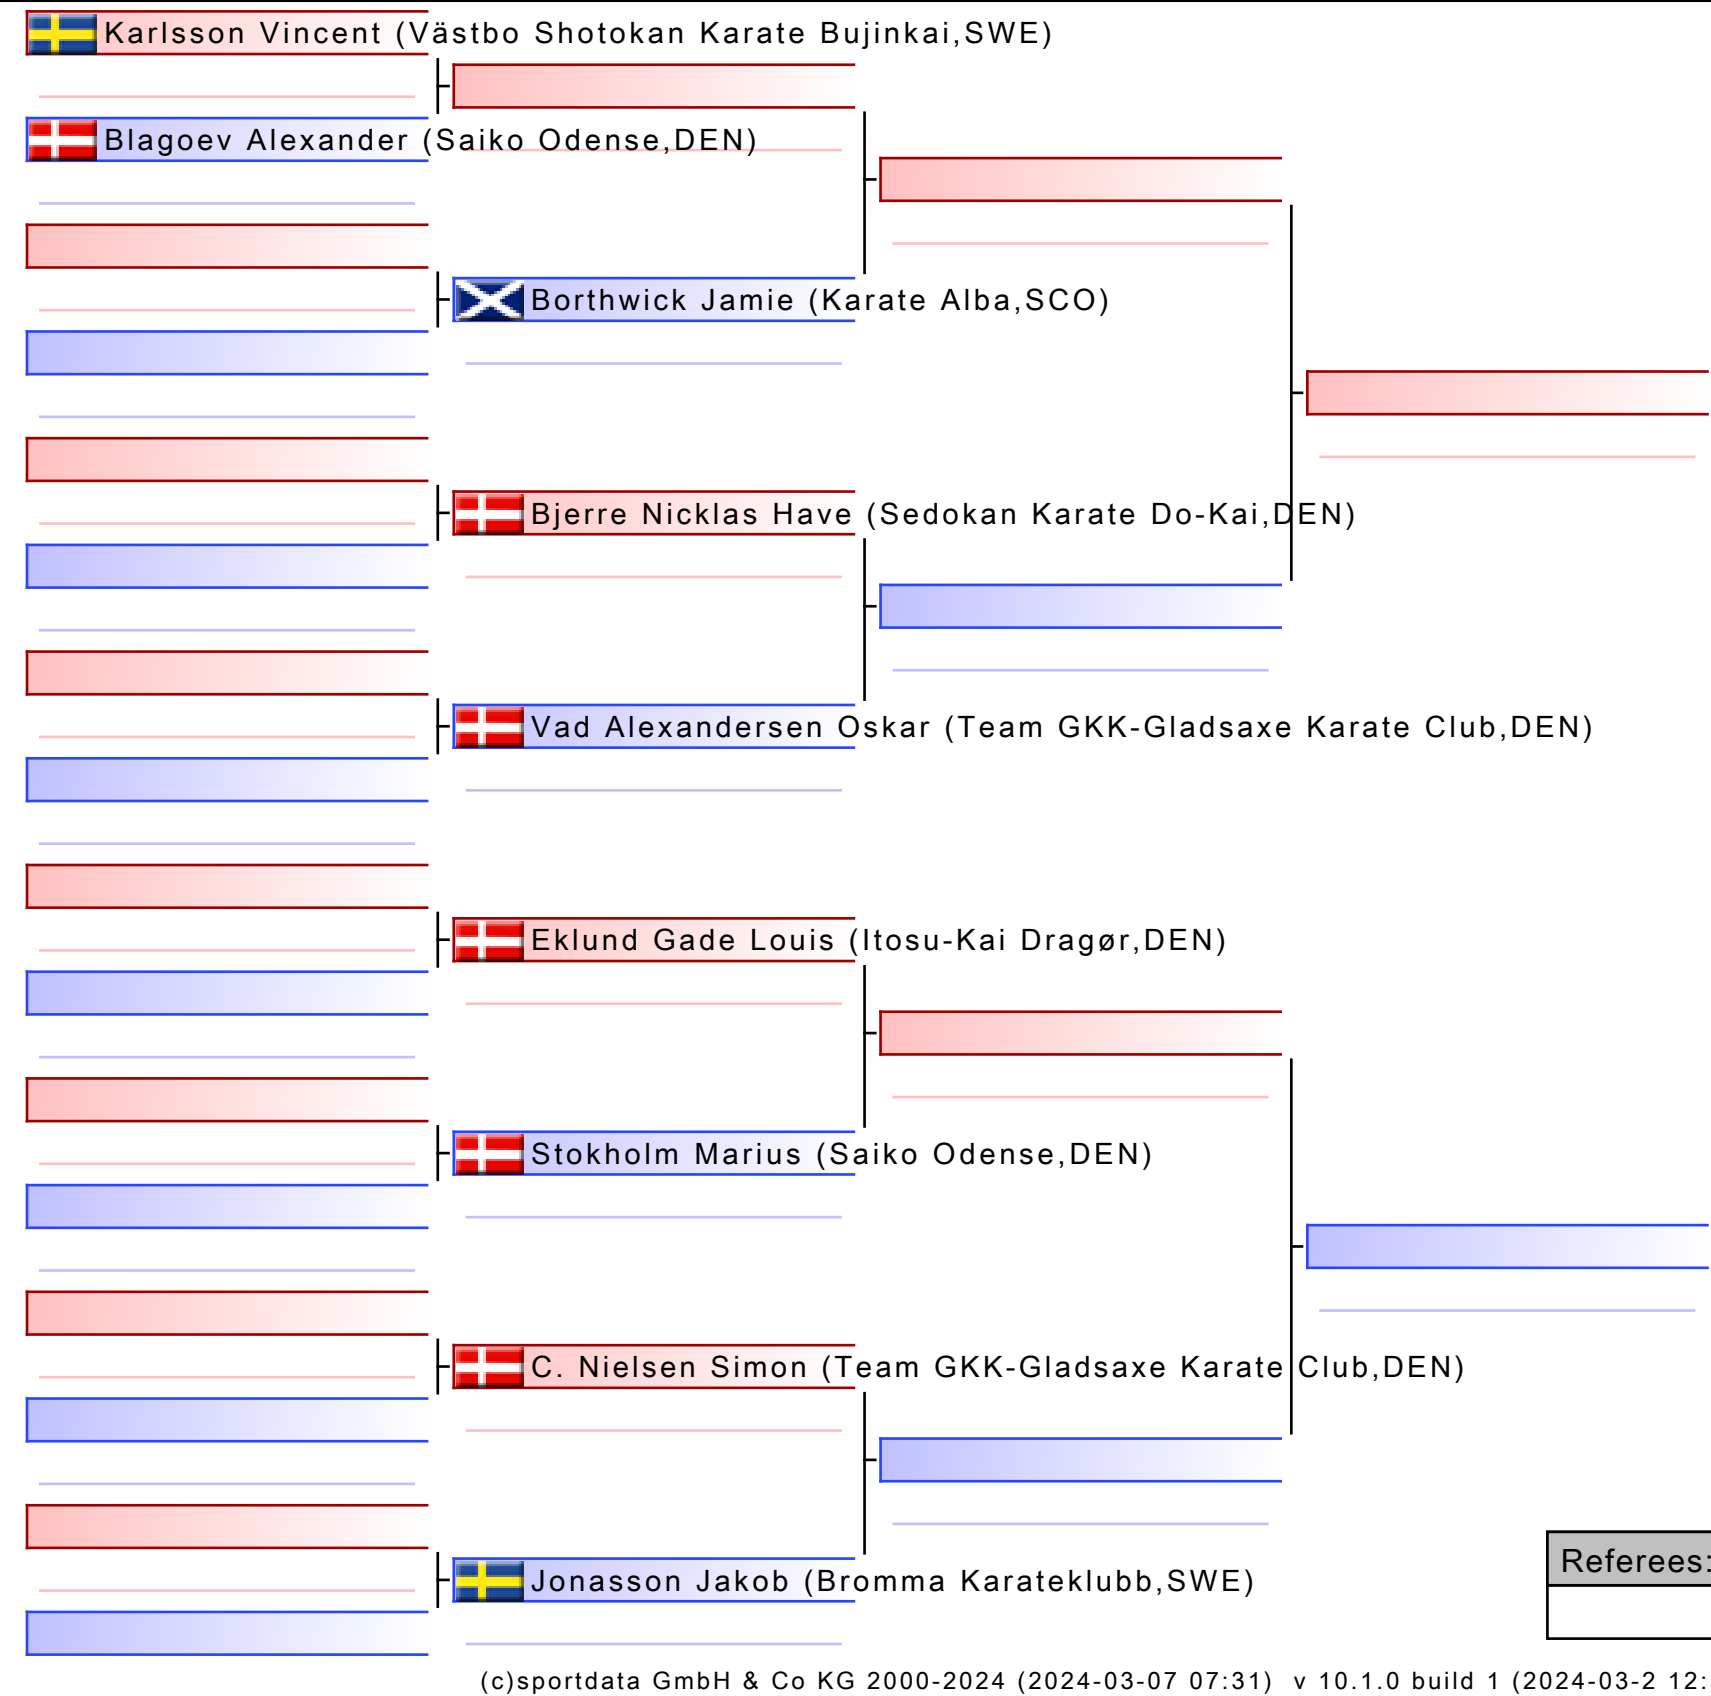 Karlsson Vincent (Västbo Shotokan Karate Bujinkai,SWE)
Blagoev Alexander (Saiko Odense,DEN)
Borthwick Jamie (Karate Alba,SCO)
Bjerre Nicklas Have (Sedokan Karate Do-Kai,DEN)
Vad Alexandersen Oskar (Team GKK-Gladsaxe Karate Club,DEN)
Eklund Gade Louis (Itosu-Kai Dragør,DEN)
Stokholm Marius (Saiko Odense,DEN)
C. Nielsen Simon (Team GKK-Gladsaxe Karate Club,DEN)
Jonasson Jakob (Bromma Karateklubb,SWE)
Referees:
(c)sportdata GmbH & Co KG 2000-2024 (2024-03-07 07:31) v 10.1.0 build 1 (2024-03-2 12: